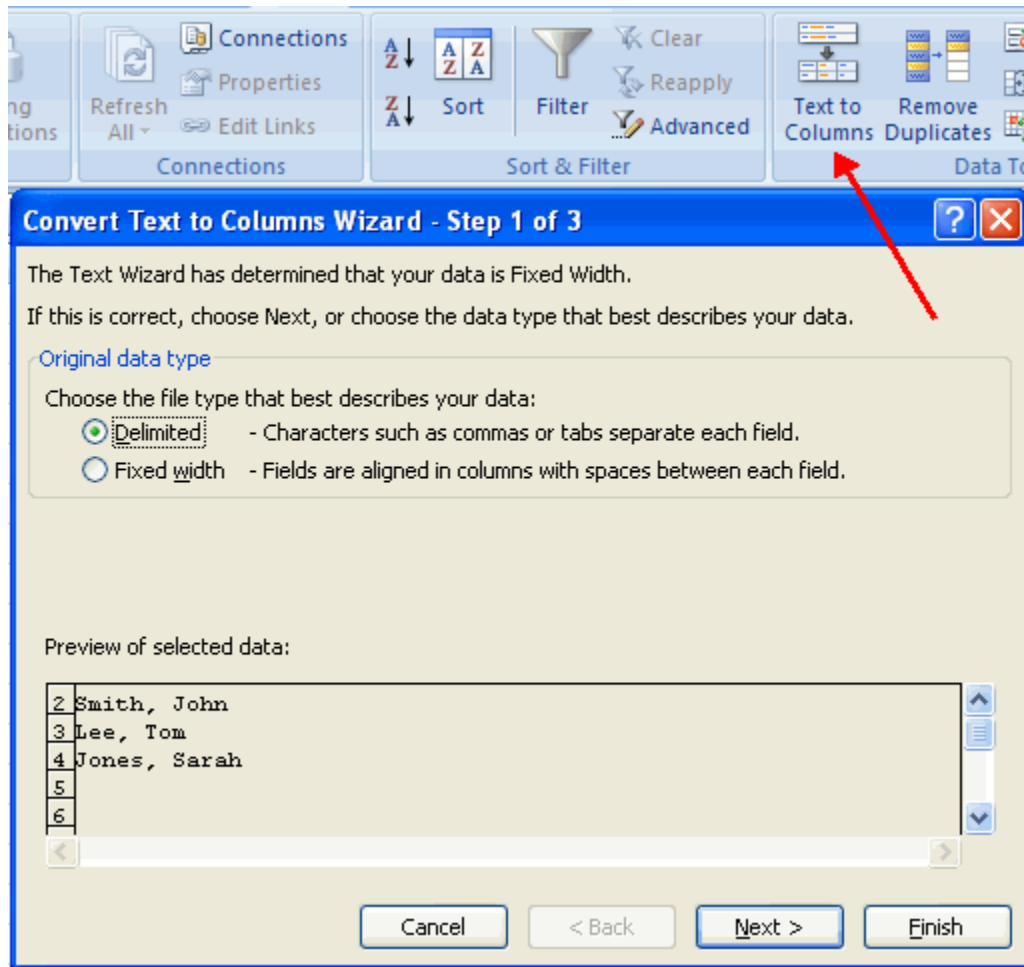 Connections
Properties
Edit Links
Refresh
All
Connections
A
Z
Z
A
A Z
Z A
Sort
Filter
Clear
Reapply
Advanced
Sort & Filter
Text to
Columns
Remove
Duplicates
Data
Convert Text to Columns Wizard - Step 1 of 3
?
The Text Wizard has determined that your data is Fixed Width.
If this is correct, choose Next, or choose the data type that best describes your data.
Original data type
Choose the file type that best describes your data:
Delimited - Characters such as commas or tabs separate each field.
Fixed width - Fields are aligned in columns with spaces between each field.
Preview of selected data:
2 Smith, John
3 Lee, Tom
4 Jones, Sarah
5
6
Cancel < Back Next > Finish